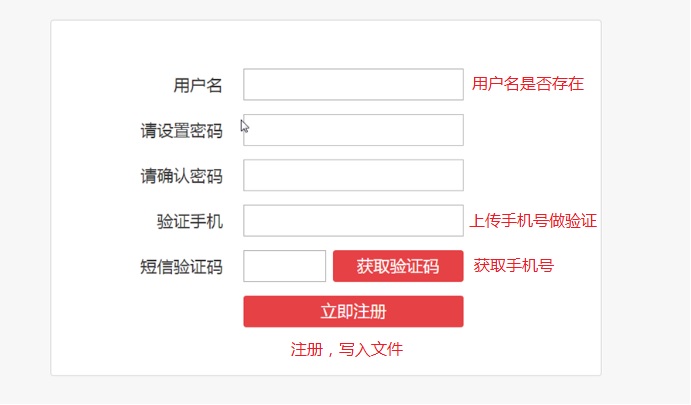 用户名 用户名是否存在
请设置密码
请确认密码
验证手机 上传手机号做验证
短信验证码 获取验证码 获取手机号
立即注册
注册，写入文件